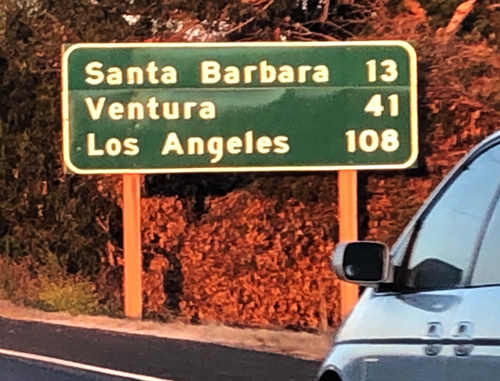 Santa Barbara 13
Ventura 41
Los Angeles 108